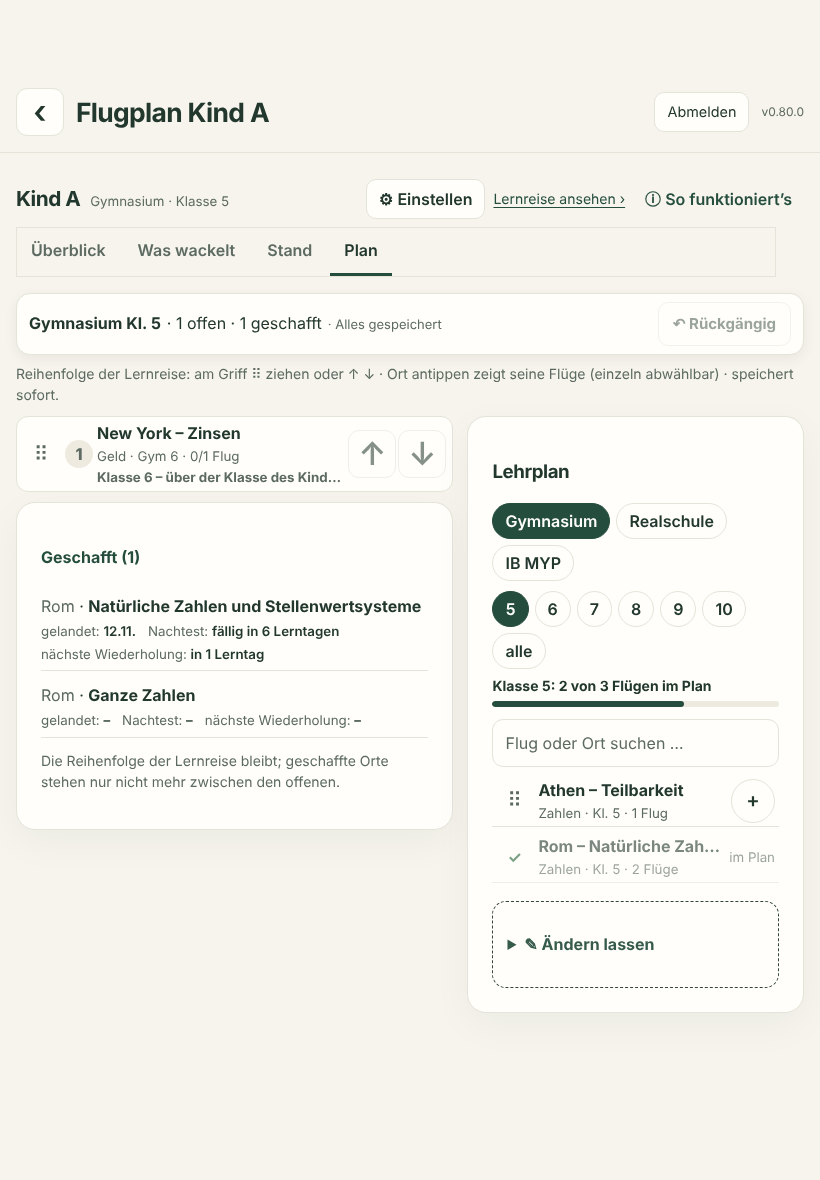 ‹ Flugplan Kind A
Abmelden
v0.80.0
Kind A Gymnasium · Klasse 5
⚙ Einstellen
Lernreise ansehen ›
ⓘ So funktioniert’s
Überblick
Was wackelt
Stand
Plan
Gymnasium Kl. 5 · 1 offen · 1 geschafft · Alles gespeichert
↶ Rückgängig
Reihenfolge der Lernreise: am Griff ⠿ ziehen oder ↑ ↓ · Ort antippen zeigt seine Flüge (einzeln abwählbar) · speichert
sofort.
⠿ 1 New York – Zinsen
Geld · Gym 6 · 0/1 Flug
Klasse 6 – über der Klasse des Kind…
↑ ↓
Geschafft (1)
Rom · Natürliche Zahlen und Stellenwertsysteme
gelandet: 12.11. Nachtest: fällig in 6 Lerntagen
nächste Wiederholung: in 1 Lerntag
Rom · Ganze Zahlen
gelandet: – Nachtest: – nächste Wiederholung: –
Die Reihenfolge der Lernreise bleibt; geschaffte Orte
stehen nur nicht mehr zwischen den offenen.
Lehrplan
Gymnasium Realschule
IB MYP
5 6 7 8 9 10
alle
Klasse 5: 2 von 3 Flügen im Plan
Flug oder Ort suchen …
⠿ Athen – Teilbarkeit
Zahlen · Kl. 5 · 1 Flug
+
✓ Rom – Natürliche Zah…
Zahlen · Kl. 5 · 2 Flüge
im Plan
▶ ✎ Ändern lassen